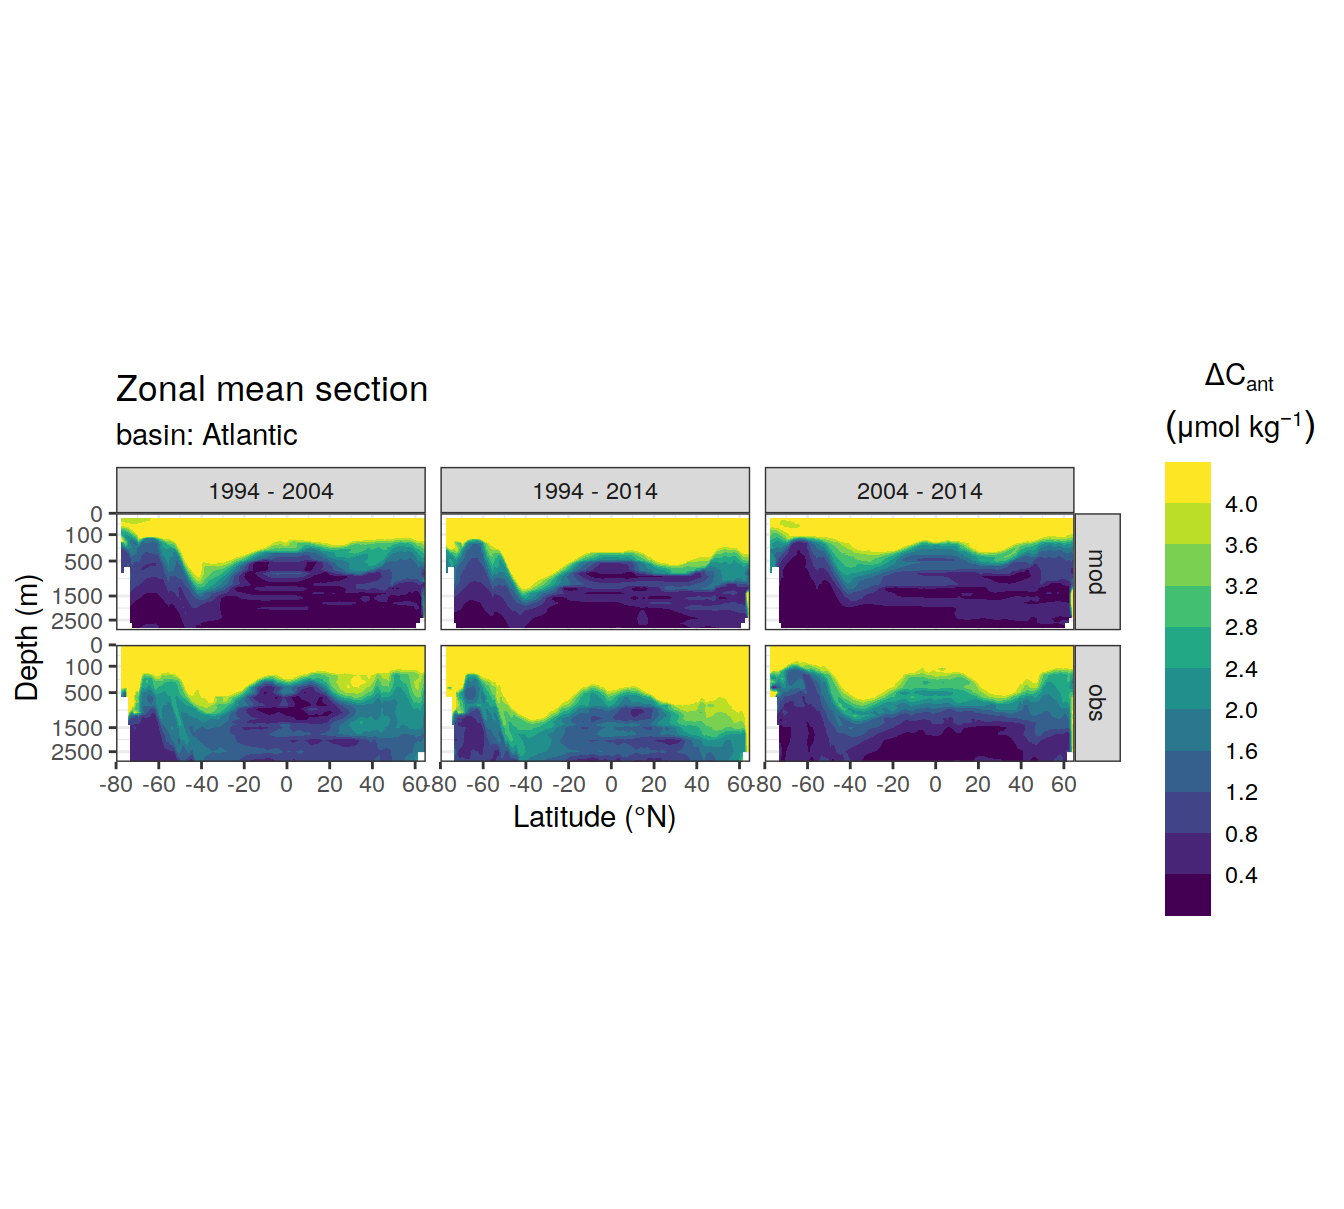 Zonal mean section
basin: Atlantic
ΔCant
(μmol kg⁻¹)
1994 - 2004
1994 - 2014
2004 - 2014
0
100
500
1500
2500
mod
0
100
500
1500
2500
obs
Depth (m)
-80 -60 -40 -20 0 20 40 60
-80 -60 -40 -20 0 20 40 60
-80 -60 -40 -20 0 20 40 60
Latitude (°N)
4.0
3.6
3.2
2.8
2.4
2.0
1.6
1.2
0.8
0.4